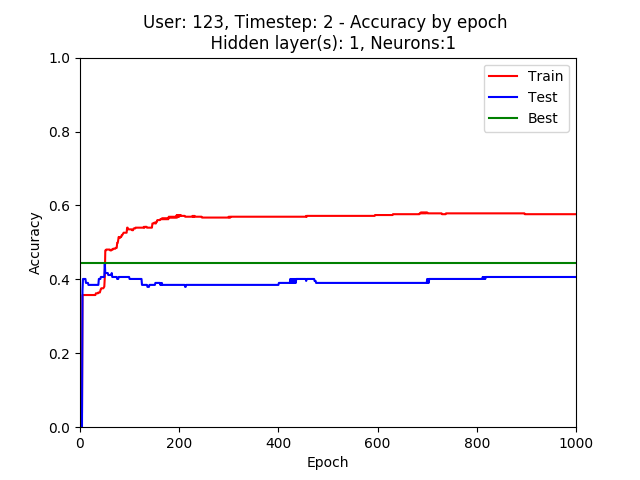 User: 123, Timestep: 2 - Accuracy by epoch
Hidden layer(s): 1, Neurons:1
1.0
0.8
0.6
0.4
0.2
0.0
Accuracy
Train
Test
Best
0 200 400 600 800 1000
Epoch